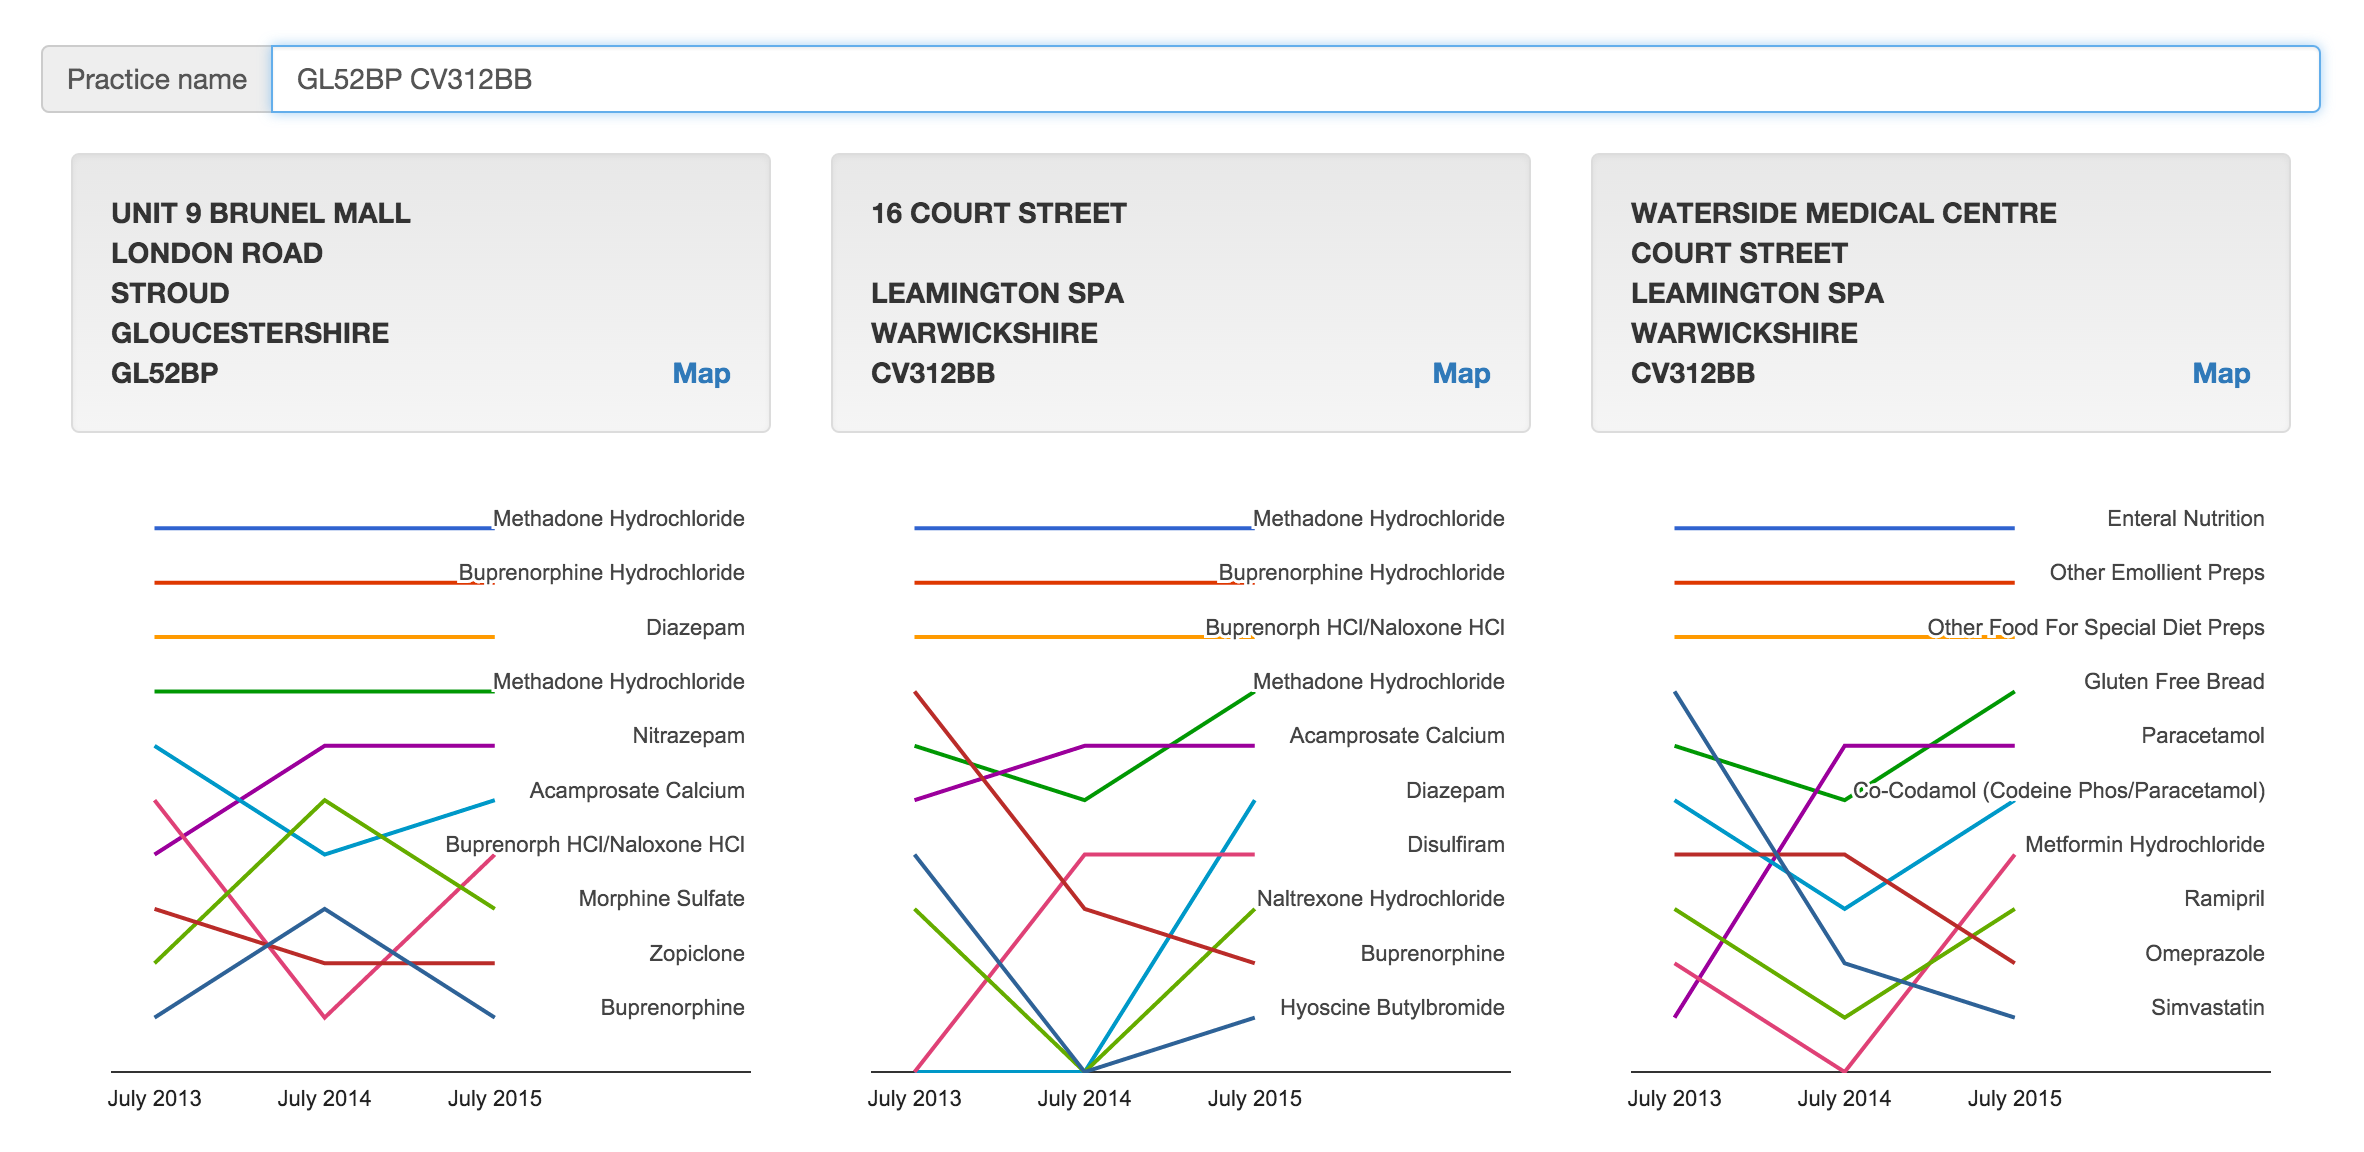 Practice name
GL52BP CV312BB
UNIT 9 BRUNEL MALL
LONDON ROAD
STROUD
GLOUCESTERSHIRE
GL52BP
Map
16 COURT STREET
LEAMINGTON SPA
WARWICKSHIRE
CV312BB
Map
WATERSIDE MEDICAL CENTRE
COURT STREET
LEAMINGTON SPA
WARWICKSHIRE
CV312BB
Map
Methadone Hydrochloride
Buprenorphine Hydrochloride
Diazepam
Methadone Hydrochloride
Nitrazepam
Acamprosate Calcium
Buprenorph HCl/Naloxone HCl
Morphine Sulfate
Zopiclone
Buprenorphine
July 2013
July 2014
July 2015
Methadone Hydrochloride
Buprenorphine Hydrochloride
Buprenorph HCl/Naloxone HCl
Methadone Hydrochloride
Acamprosate Calcium
Diazepam
Disulfiram
Naltrexone Hydrochloride
Buprenorphine
Hyoscine Butylbromide
July 2013
July 2014
July 2015
Enteral Nutrition
Other Emollient Preps
Other Food For Special Diet Preps
Gluten Free Bread
Paracetamol
Co-Codamol (Codeine Phos/Paracetamol)
Metformin Hydrochloride
Ramipril
Omeprazole
Simvastatin
July 2013
July 2014
July 2015